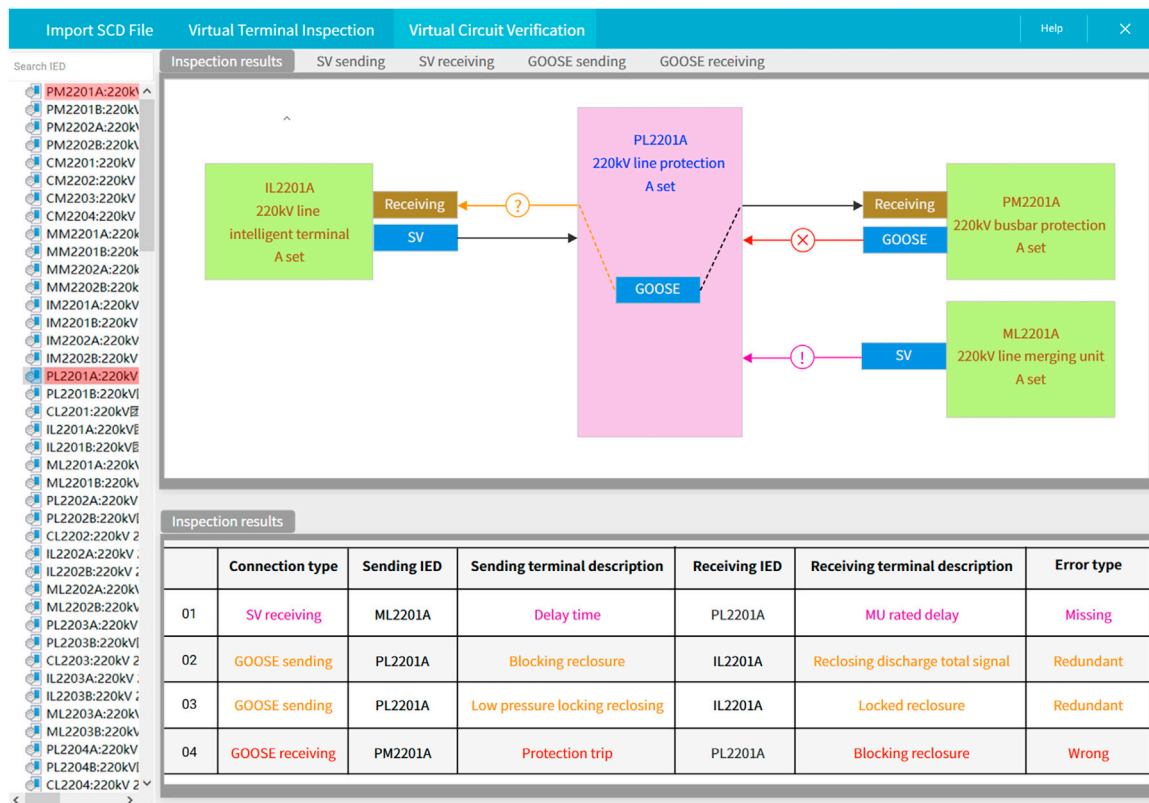 Import SCD File Virtual Terminal Inspection Virtual Circuit Verification Help
Search IED
Inspection results SV sending SV receiving GOOSE sending GOOSE receiving
PM2201A:220kV
PM2201B:220kV
PM2202A:220kV
PM2202B:220kV
CM2201:220kV
CM2202:220kV
CM2203:220kV
CM2204:220kV
MM2201A:220k
MM2201B:220k
MM2202A:220k
MM2202B:220k
IM2201A:220kV
IM2201B:220kV
IM2202A:220kV
IM2202B:220kV
PL2201A:220kV
PL2201B:220kV
CL2201:220kV
IL2201A:220kV
IL2201B:220kV
ML2201A:220kV
ML2201B:220kV
PL2202A:220kV
PL2202B:220kV
CL2202:220kV 2
IL2202A:220kV
IL2202B:220kV 2
ML2202A:220kV
ML2202B:220kV
PL2203A:220kV
PL2203B:220kV
CL2203:220kV 2
IL2203A:220kV
IL2203B:220kV 2
ML2203A:220kV
ML2203B:220kV
PL2204A:220kV
PL2204B:220kV
CL2204:220kV 2
IL2201A
220kV line
intelligent terminal
A set
Receiving
SV
?
PL2201A
220kV line protection
A set
GOOSE
Receiving
GOOSE
PM2201A
220kV busbar protection
A set
!
SV
ML2201A
220kV line merging unit
A set
Inspection results
Connection type Sending IED Sending terminal description Receiving IED Receiving terminal description Error type
01 SV receiving ML2201A Delay time PL2201A MU rated delay Missing
02 GOOSE sending PL2201A Blocking reclosure IL2201A Reclosing discharge total signal Redundant
03 GOOSE sending PL2201A Low pressure locking reclosing IL2201A Locked reclosure Redundant
04 GOOSE receiving PM2201A Protection trip PL2201A Blocking reclosure Wrong